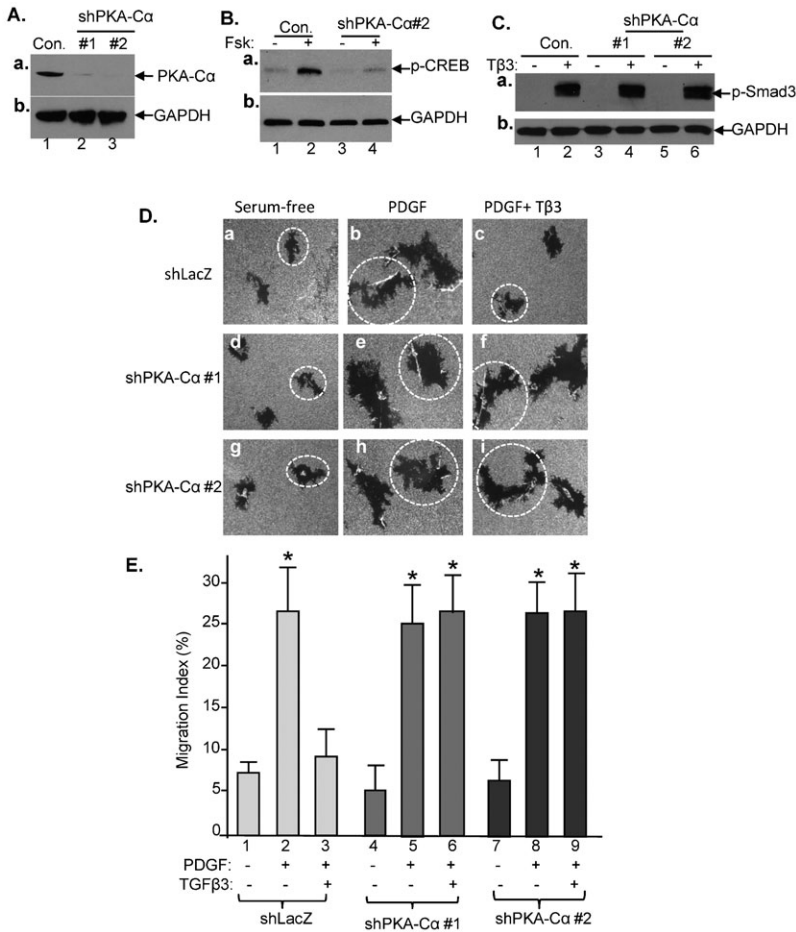 A.
shPKA-Cα
Con. #1 #2
a.
PKA-Cα
b.
GAPDH
1 2 3
B.
Con. shPKA-Cα#2
Fsk: - + - +
a.
p-CREB
b.
GAPDH
1 2 3 4
C.
shPKA-Cα
Con. #1 #2
Tβ3: - + - + - +
a.
p-Smad3
b.
GAPDH
1 2 3 4 5 6
D.
Serum-free PDGF PDGF+ Tβ3
shLacZ
a b c
shPKA-Cα #1
d e f
shPKA-Cα #2
g h i
E.
Migration Index (%)
30
25
15
10
5
0
* * * * *
1 2 3 4 5 6 7 8 9
PDGF: - + + - + + - + +
TGFβ3: - - + - - + - - +
shLacZ shPKA-Cα #1 shPKA-Cα #2